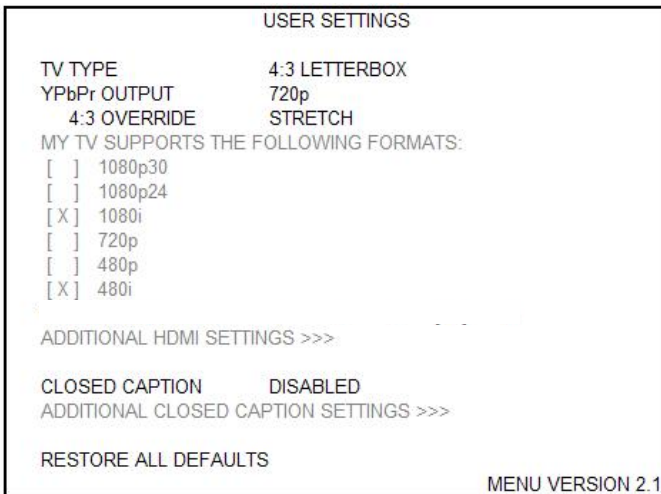 USER SETTINGS
TV TYPE 4:3 LETTERBOX
YPbPr OUTPUT 720p
4:3 OVERRIDE STRETCH
MY TV SUPPORTS THE FOLLOWING FORMATS:
[ ] 1080p30
[ ] 1080p24
[ X ] 1080i
[ ] 720p
[ ] 480p
[ X ] 480i
ADDITIONAL HDMI SETTINGS >>>
CLOSED CAPTION DISABLED
ADDITIONAL CLOSED CAPTION SETTINGS >>>
RESTORE ALL DEFAULTS
MENU VERSION 2.1